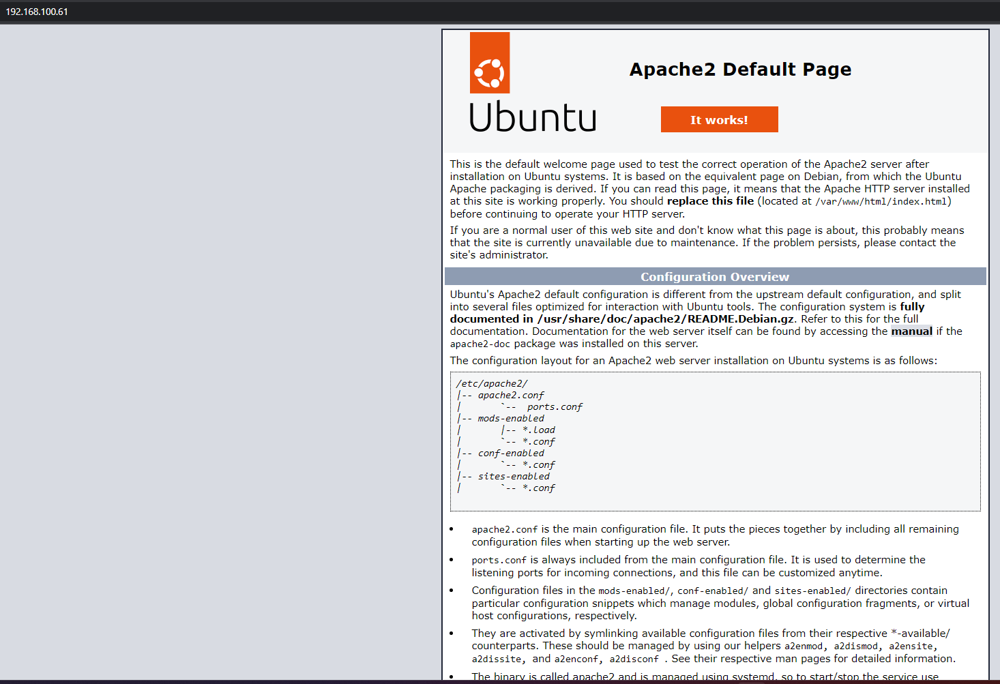 192.168.100.61
Apache2 Default Page
Ubuntu
It works!
This is the default welcome page used to test the correct operation of the Apache2 server after
installation on Ubuntu systems. It is based on the equivalent page on Debian, from which the Ubuntu
Apache packaging is derived. If you can read this page, it means that the Apache HTTP server installed
at this site is working properly. You should replace this file (located at /var/www/html/index.html)
before continuing to operate your HTTP server.
If you are a normal user of this web site and don't know what this page is about, this probably means
that the site is currently unavailable due to maintenance. If the problem persists, please contact the
site's administrator.
Configuration Overview
Ubuntu's Apache2 default configuration is different from the upstream default configuration, and split
into several files optimized for interaction with Ubuntu tools. The configuration system is fully
documented in /usr/share/doc/apache2/README.Debian.gz. Refer to this for the full
documentation. Documentation for the web server itself can be found by accessing the manual if the
apache2-doc package was installed on this server.
The configuration layout for an Apache2 web server installation on Ubuntu systems is as follows:
/etc/apache2/
|-- apache2.conf
|       `--  ports.conf
|-- mods-enabled
|       |-- *.load
|       `-- *.conf
|-- conf-enabled
|       `-- *.conf
|-- sites-enabled
|       `-- *.conf
• apache2.conf is the main configuration file. It puts the pieces together by including all remaining
configuration files when starting up the web server.
• ports.conf is always included from the main configuration file. It is used to determine the
listening ports for incoming connections, and this file can be customized anytime.
• Configuration files in the mods-enabled/, conf-enabled/ and sites-enabled/ directories contain
particular configuration snippets which manage modules, global configuration fragments, or virtual
host configurations, respectively.
• They are activated by symlinking available configuration files from their respective *-available/
counterparts. These should be managed by using our helpers a2enmod, a2dismod, a2ensite,
a2dissite, and a2enconf, a2disconf . See their respective man pages for detailed information.
• The binary is called apache2 and is managed using systemd, so to start/stop the service use